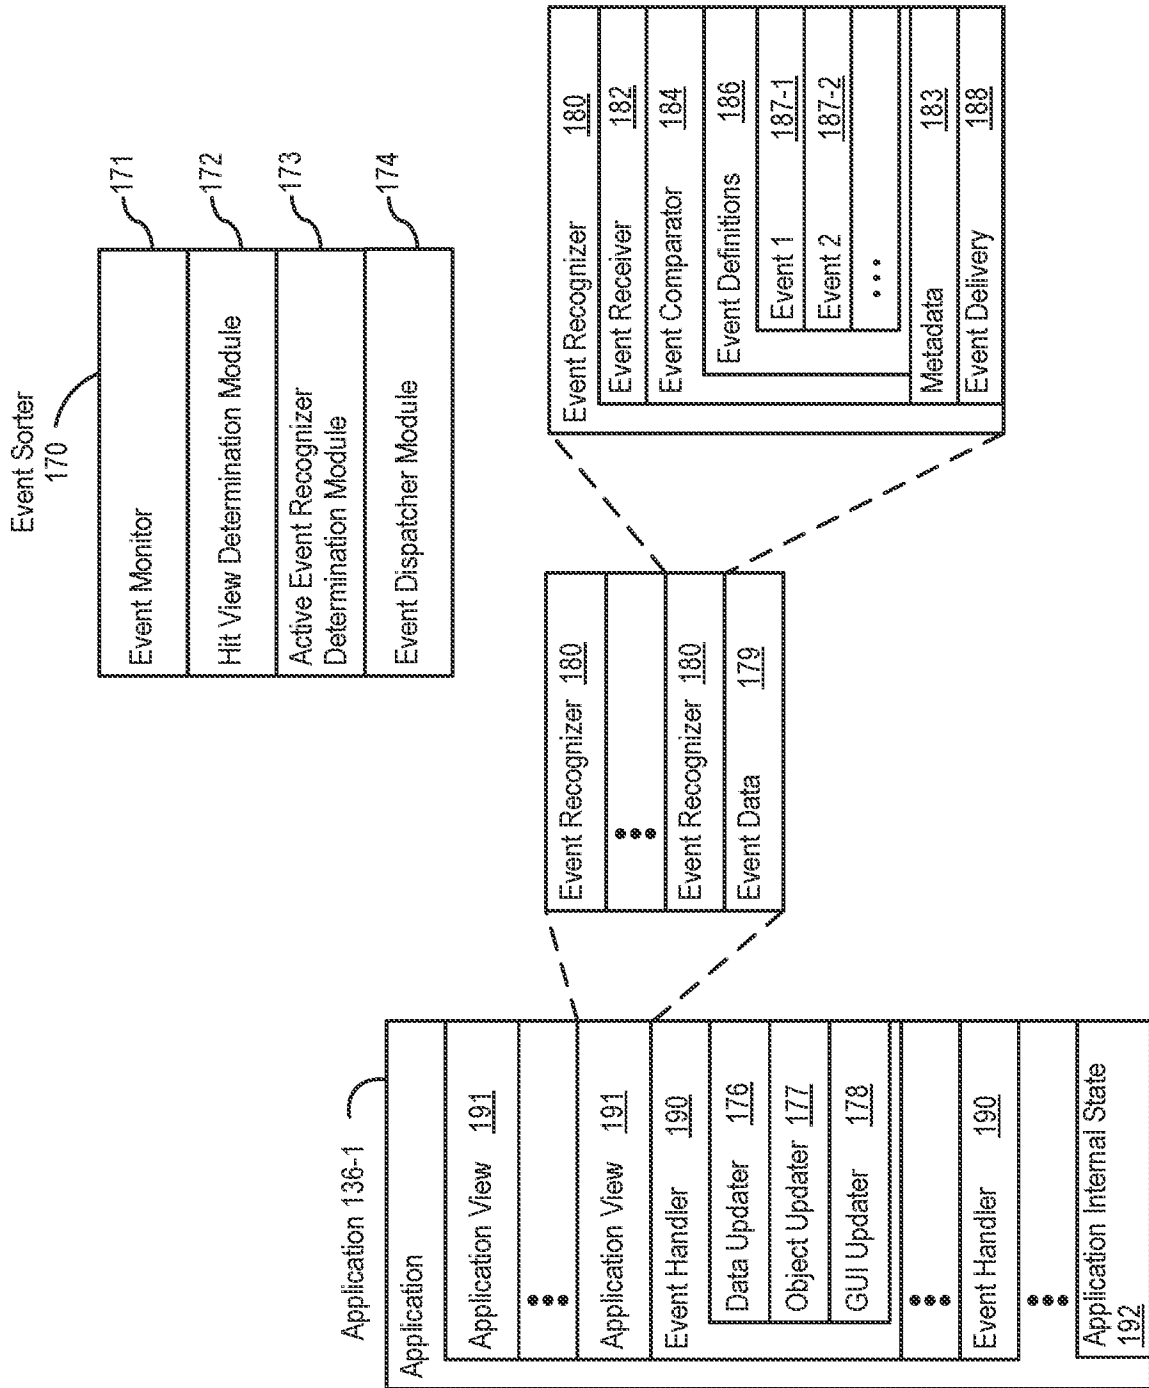 Event Sorter
170
Event Monitor
171
Hit View Determination Module
172
Active Event Recognizer
Determination Module
173
Event Dispatcher Module
174
Application 136-1
Application
Application View 191
•••
Application View 191
Event Handler 190
Data Updater 176
Object Updater 177
GUI Updater 178
•••
Event Handler 190
•••
Application Internal State
192
Event Recognizer 180
•••
Event Recognizer 180
Event Data 179
Event Recognizer 180
Event Receiver 182
Event Comparator 184
Event Definitions 186
Event 1 187-1
Event 2 187-2
•••
Metadata 183
Event Delivery 188